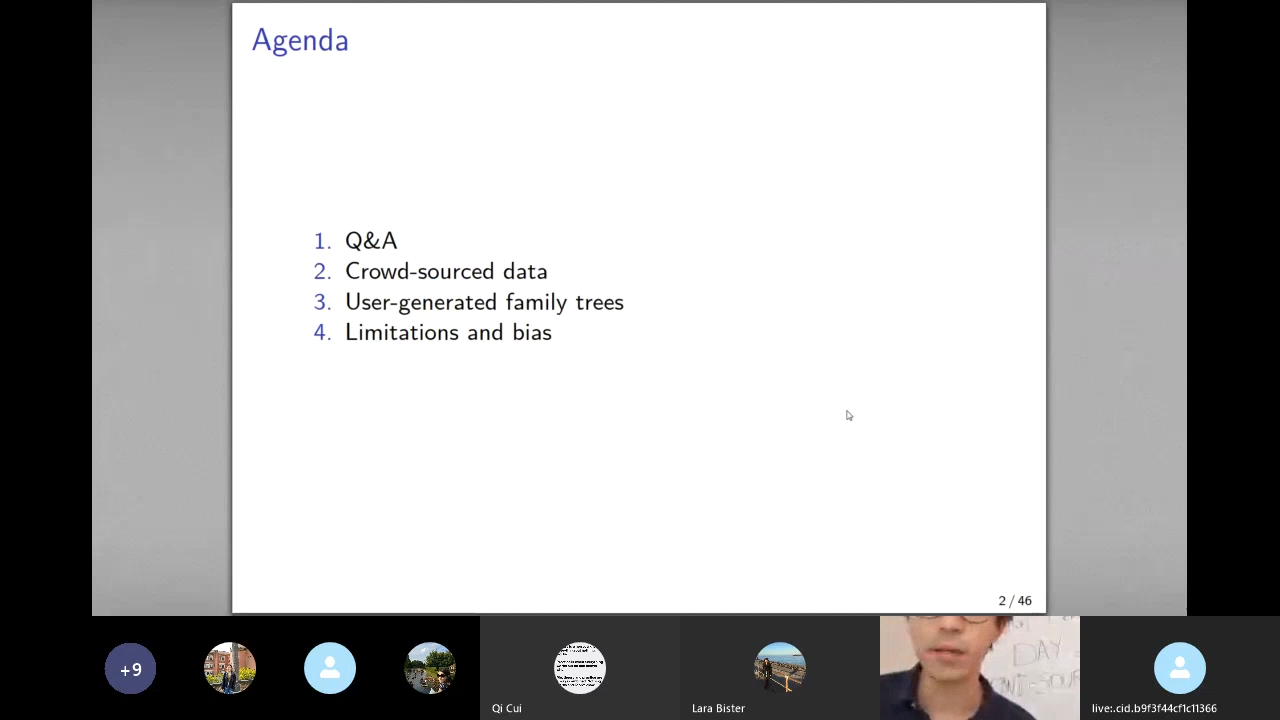 Agenda
1. Q&A
2. Crowd-sourced data
3. User-generated family trees
4. Limitations and bias
2 / 46
+9
Qi Cui
Lara Bister
DAY
live:.cid.b9f3f44cf1c11366